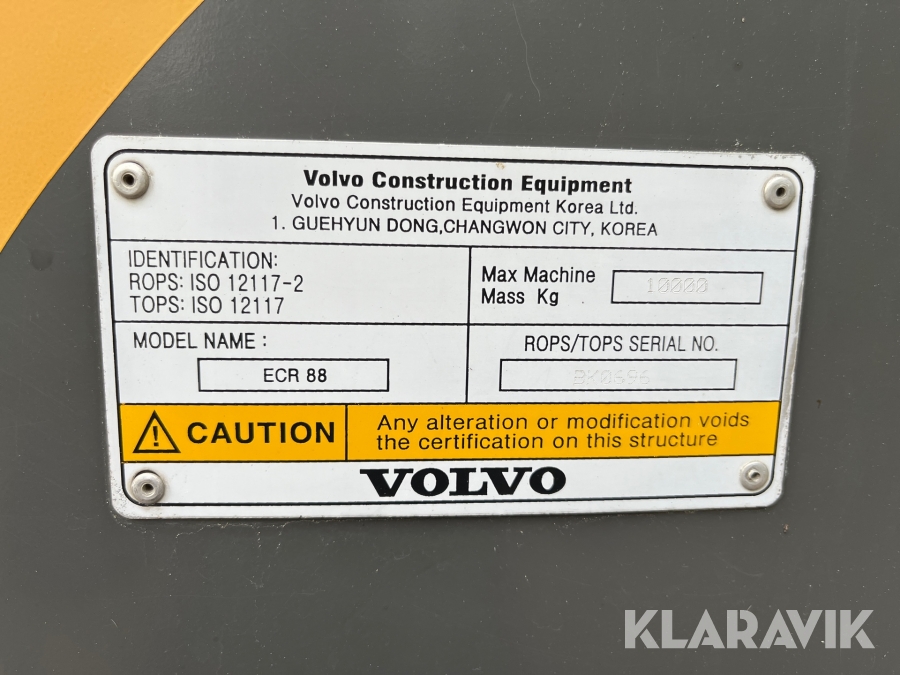 Volvo Construction Equipment
Volvo Construction Equipment Korea Ltd.
1. GUEHYUN DONG,CHANGWON CITY, KOREA
IDENTIFICATION:
ROPS: ISO 12117-2
TOPS: ISO 12117
Max Machine
Mass Kg
10000
MODEL NAME :
ECR 88
ROPS/TOPS SERIAL NO.
CAUTION
Any alteration or modification voids
the certification on this structure
VOLVO
KLARAVIK